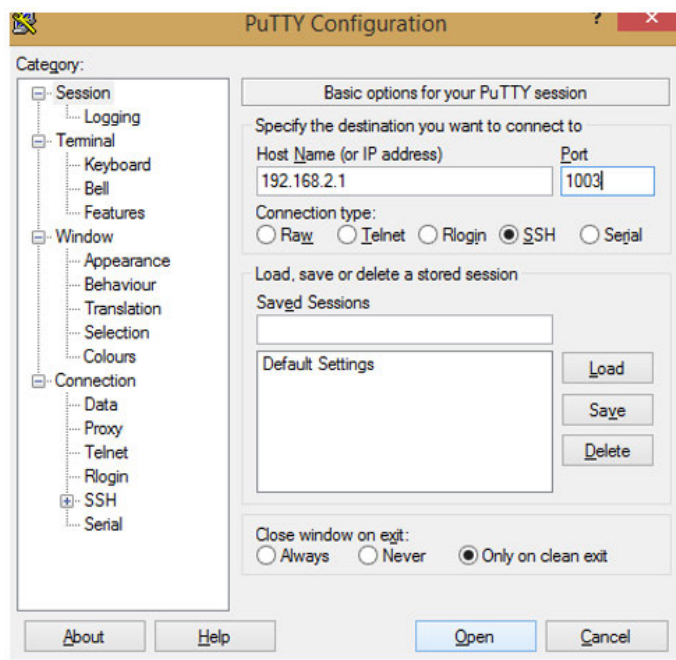 PuTTY Configuration ? ×
Category:
Session
Logging
Terminal
Keyboard
Bell
Features
Window
Appearance
Behaviour
Translation
Selection
Colours
Connection
Data
Proxy
Telnet
Rlogin
SSH
Serial
Basic options for your PuTTY session
Specify the destination you want to connect to
Host Name (or IP address) Port
192.168.2.1 1003
Connection type:
Raw Telnet Rlogin SSH Serial
Load, save or delete a stored session
Saved Sessions
Default Settings
Load
Save
Delete
Close window on exit:
Always Never Only on clean exit
About Help Open Cancel